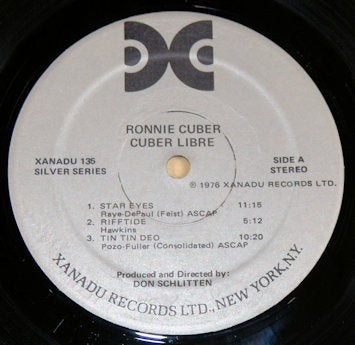 RONNIE CUBER
CUBER LIBRE
XANADU 135
SILVER SERIES
SIDE A
STEREO
℗ 1976 XANADU RECORDS LTD.
1. STAR EYES 11:15
Raye-DePaul (Feist) ASCAP
2. RIFFTIDE 5:12
Hawkins
3. TIN TIN DEO 10:20
Pozo-Fuller (Consolidated) ASCAP
Produced and Directed by:
DON SCHLITTEN
XANADU RECORDS LTD., NEW YORK, N.Y.